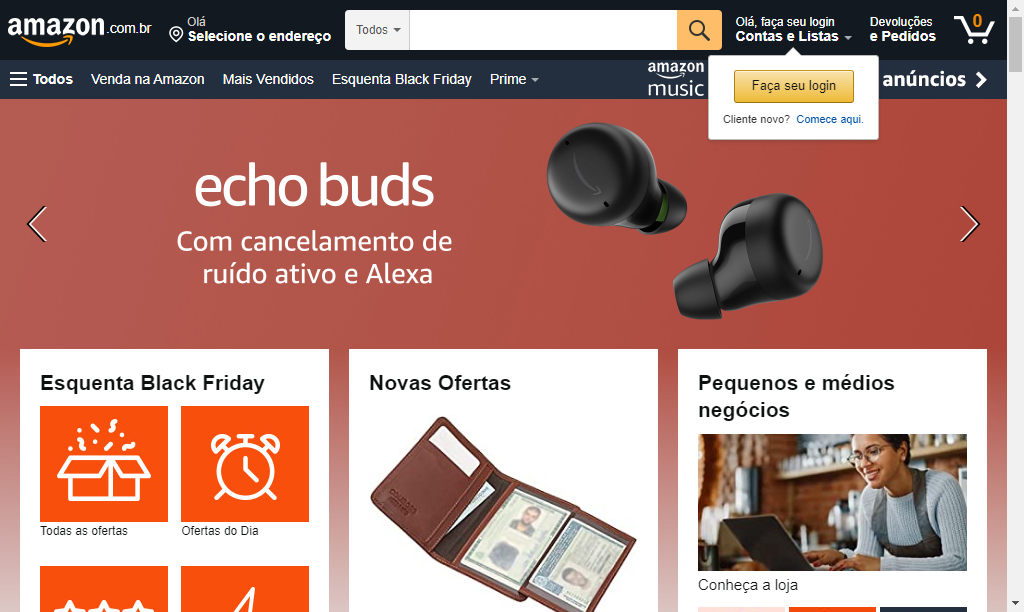 amazon.com.br
Olá
Selecione o endereço
Todos
Olá, faça seu login
Contas e Listas
Devoluções
e Pedidos
0
Todos
Venda na Amazon
Mais Vendidos
Esquenta Black Friday
Prime
amazon
music
anúncios
Faça seu login
Cliente novo? Comece aqui.
echo buds
Com cancelamento de
ruído ativo e Alexa
Esquenta Black Friday
Todas as ofertas
Ofertas do Dia
Novas Ofertas
Pequenos e médios
negócios
Conheça a loja